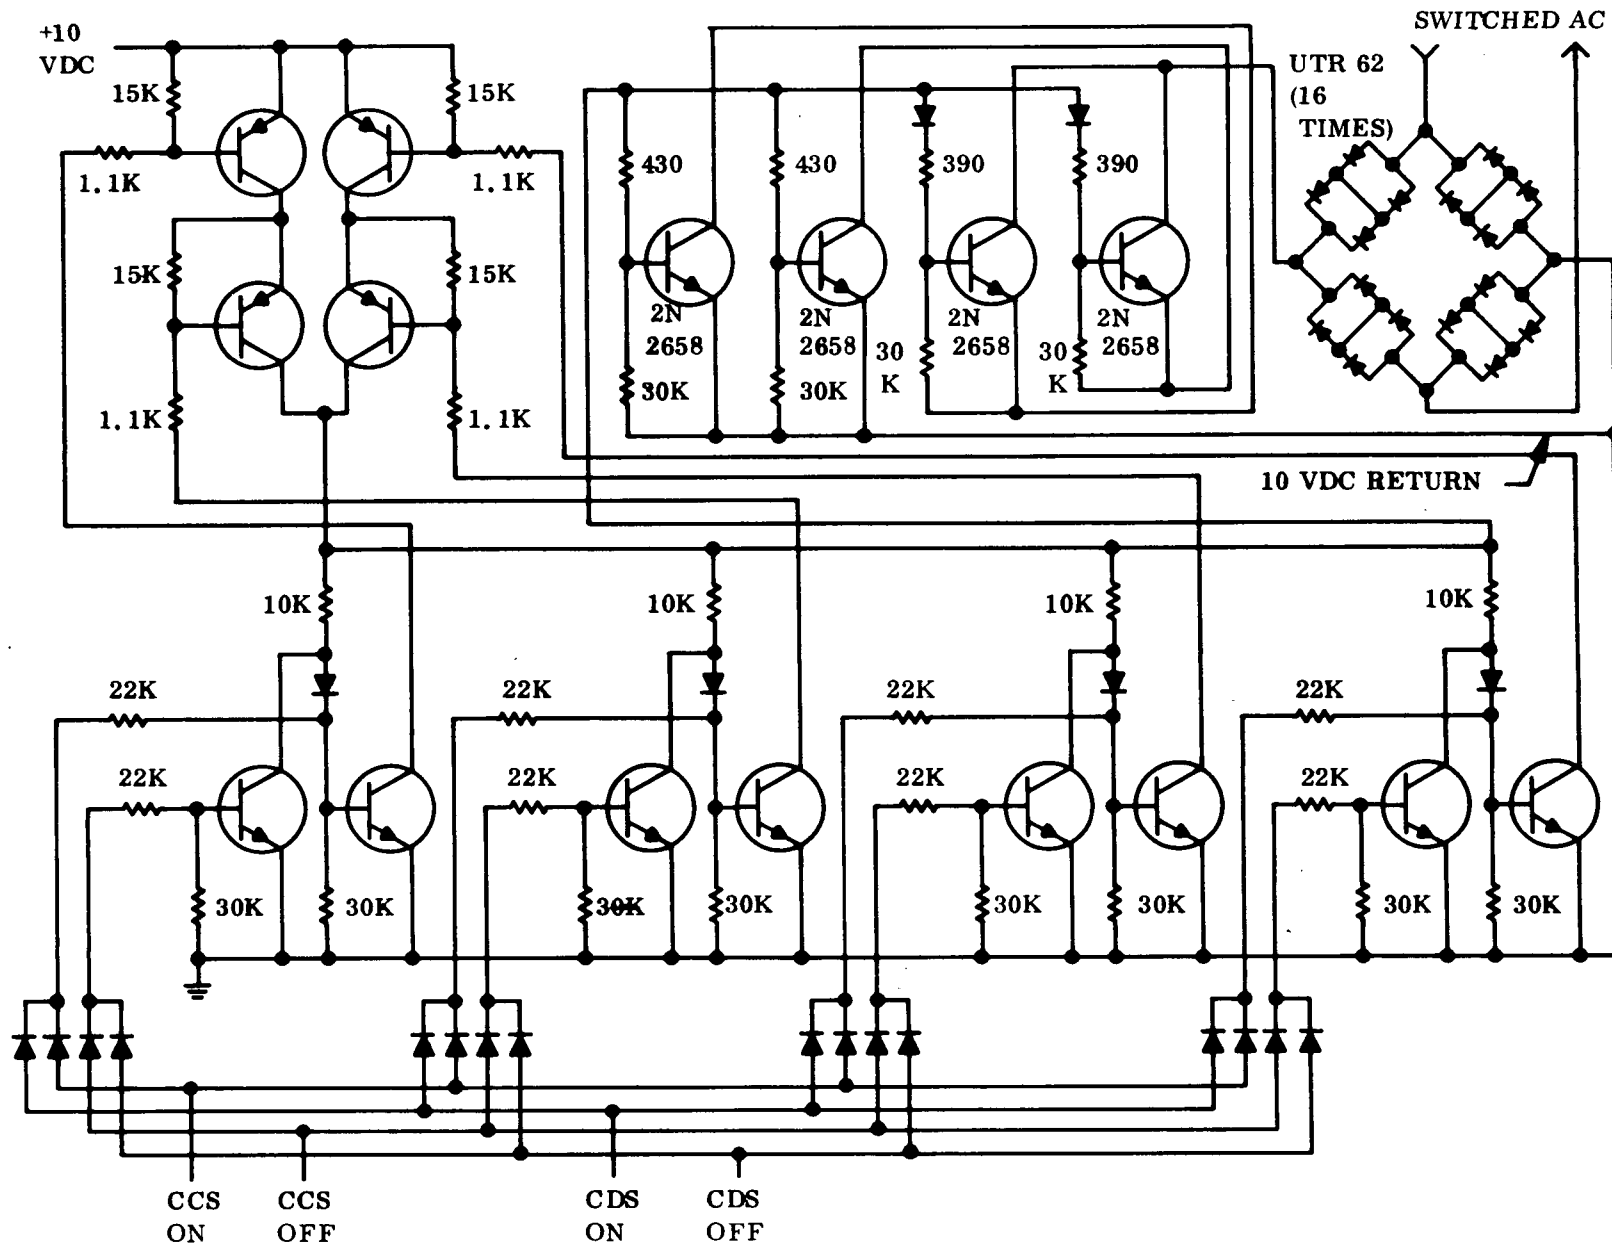 +10
VDC
SWITCHED AC
UTR 62
(16
TIMES)
15K
15K
1.1K
1.1K
430
430
390
390
15K
15K
2N
2658
2N
2658
2N
2658
2N
2658
30
K
30
K
30K
30K
1.1K
1.1K
10 VDC RETURN
10K
10K
10K
10K
22K
22K
22K
22K
22K
22K
22K
22K
30K
30K
30K
30K
30K
30K
30K
30K
CCS
ON
CCS
OFF
CDS
ON
CDS
OFF